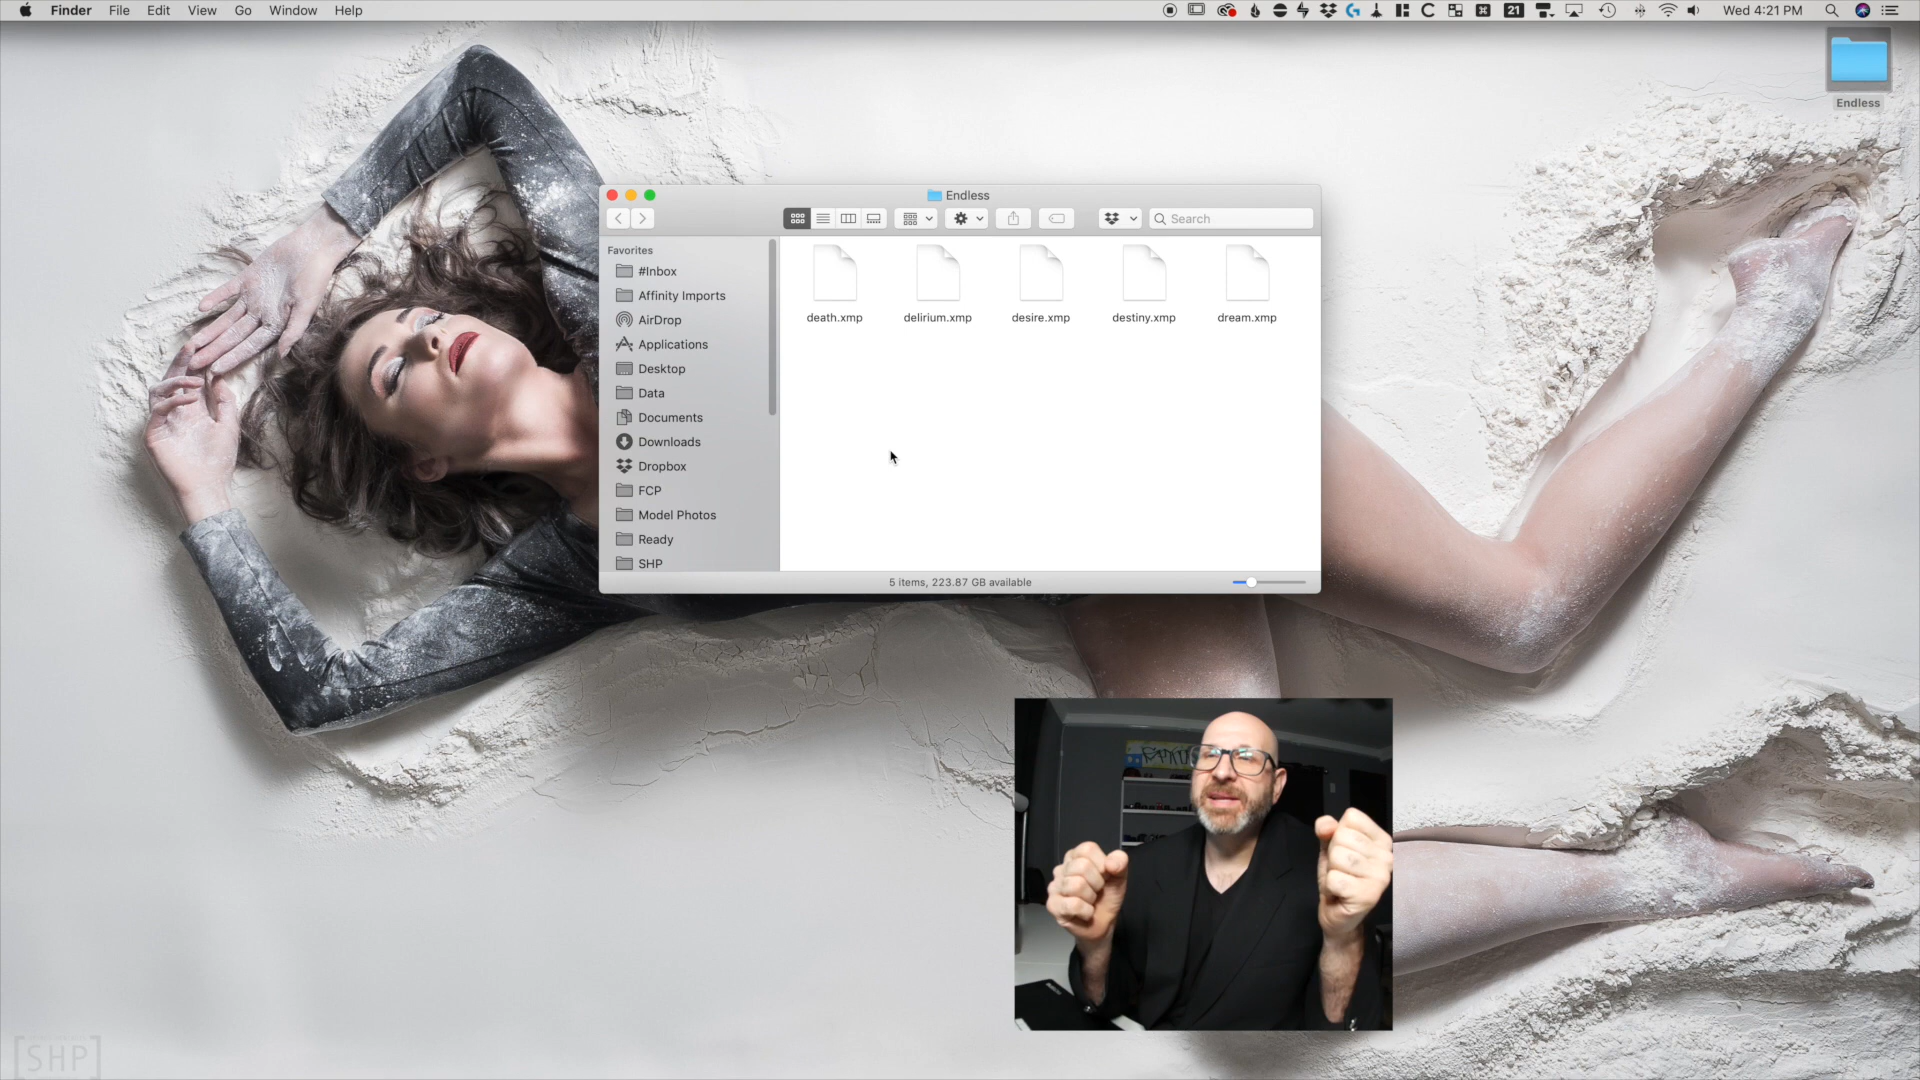 Finder File Edit View Go Window Help
21 Wed 4:21 PM
Endless
Endless
Search
Favorites
#Inbox
Affinity Imports
AirDrop
Applications
Desktop
Data
Documents
Downloads
Dropbox
FCP
Model Photos
Ready
SHP
death.xmp delirium.xmp desire.xmp destiny.xmp dream.xmp
5 items, 223.87 GB available
[SHP]